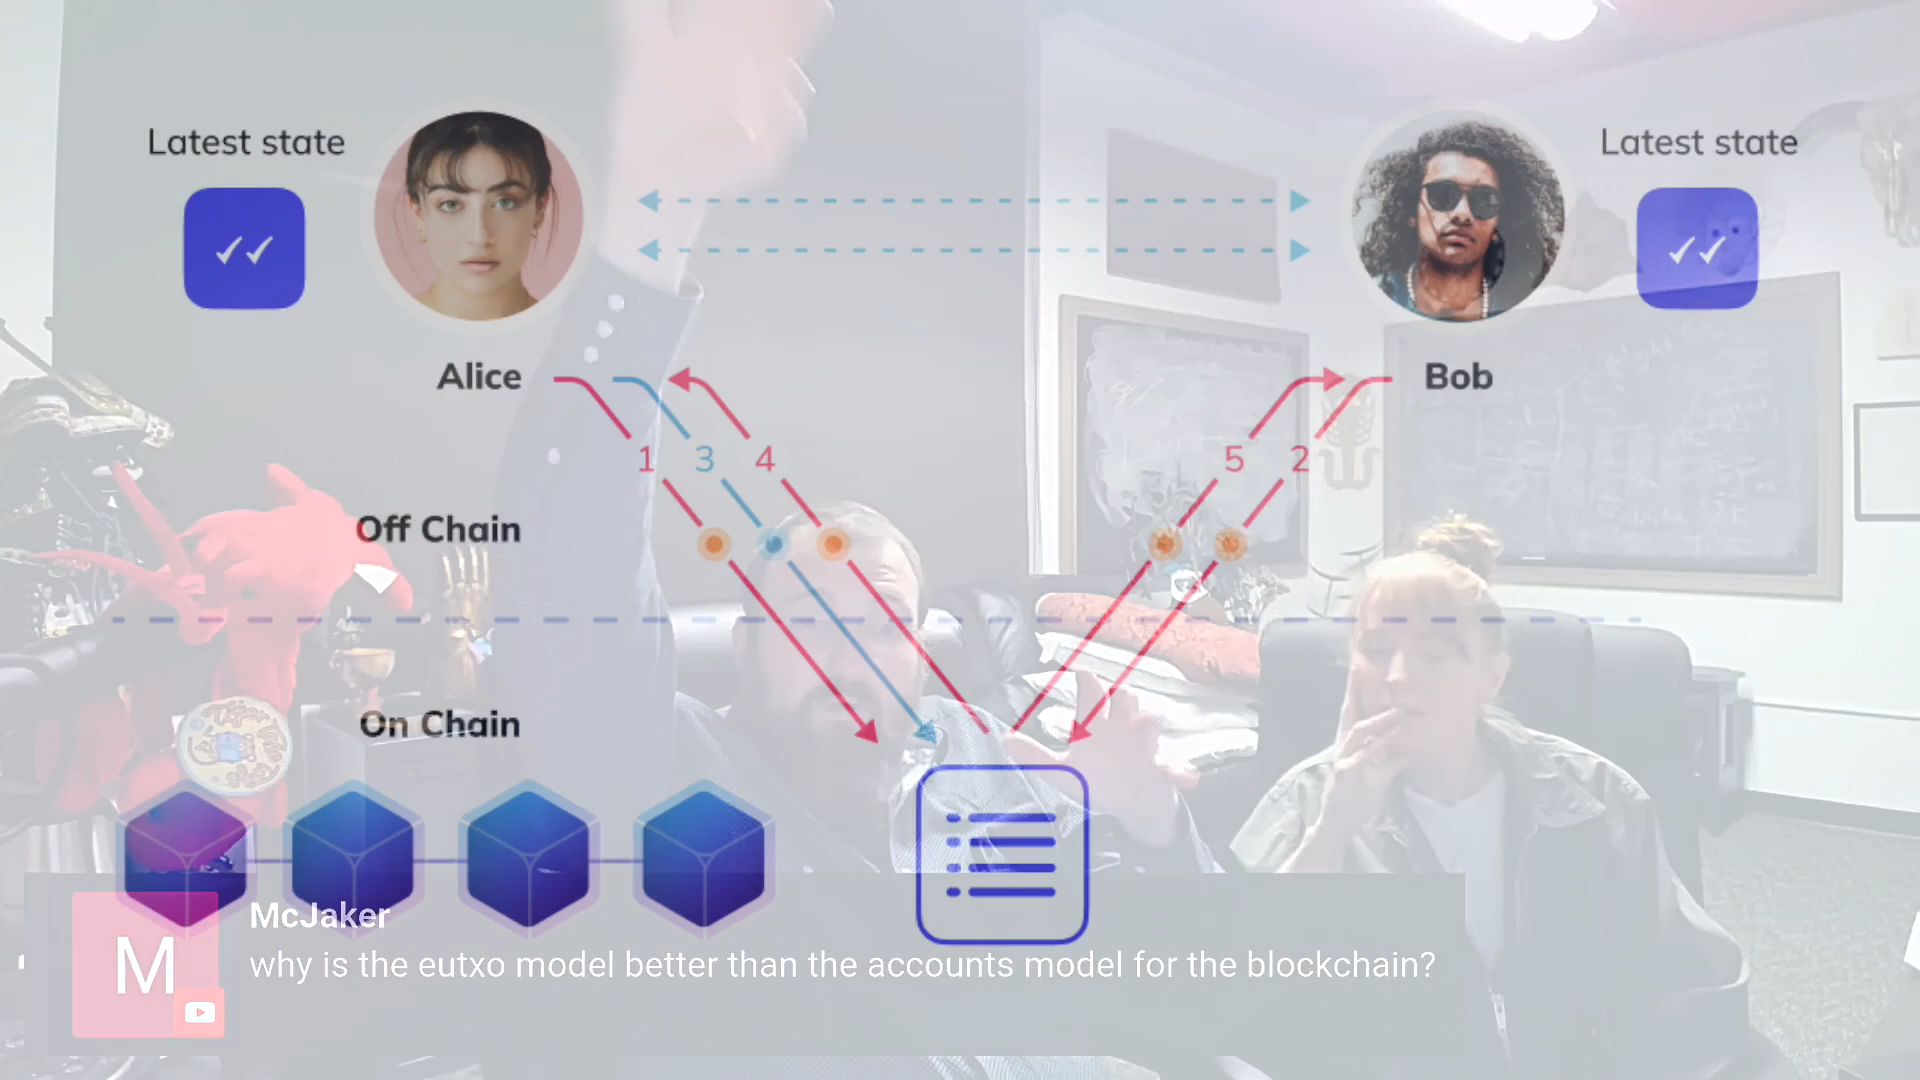 Latest state
Latest state
Alice
Bob
1
3
4
5
2
Off Chain
On Chain
M
McJaker
why is the eutxo model better than the accounts model for the blockchain?